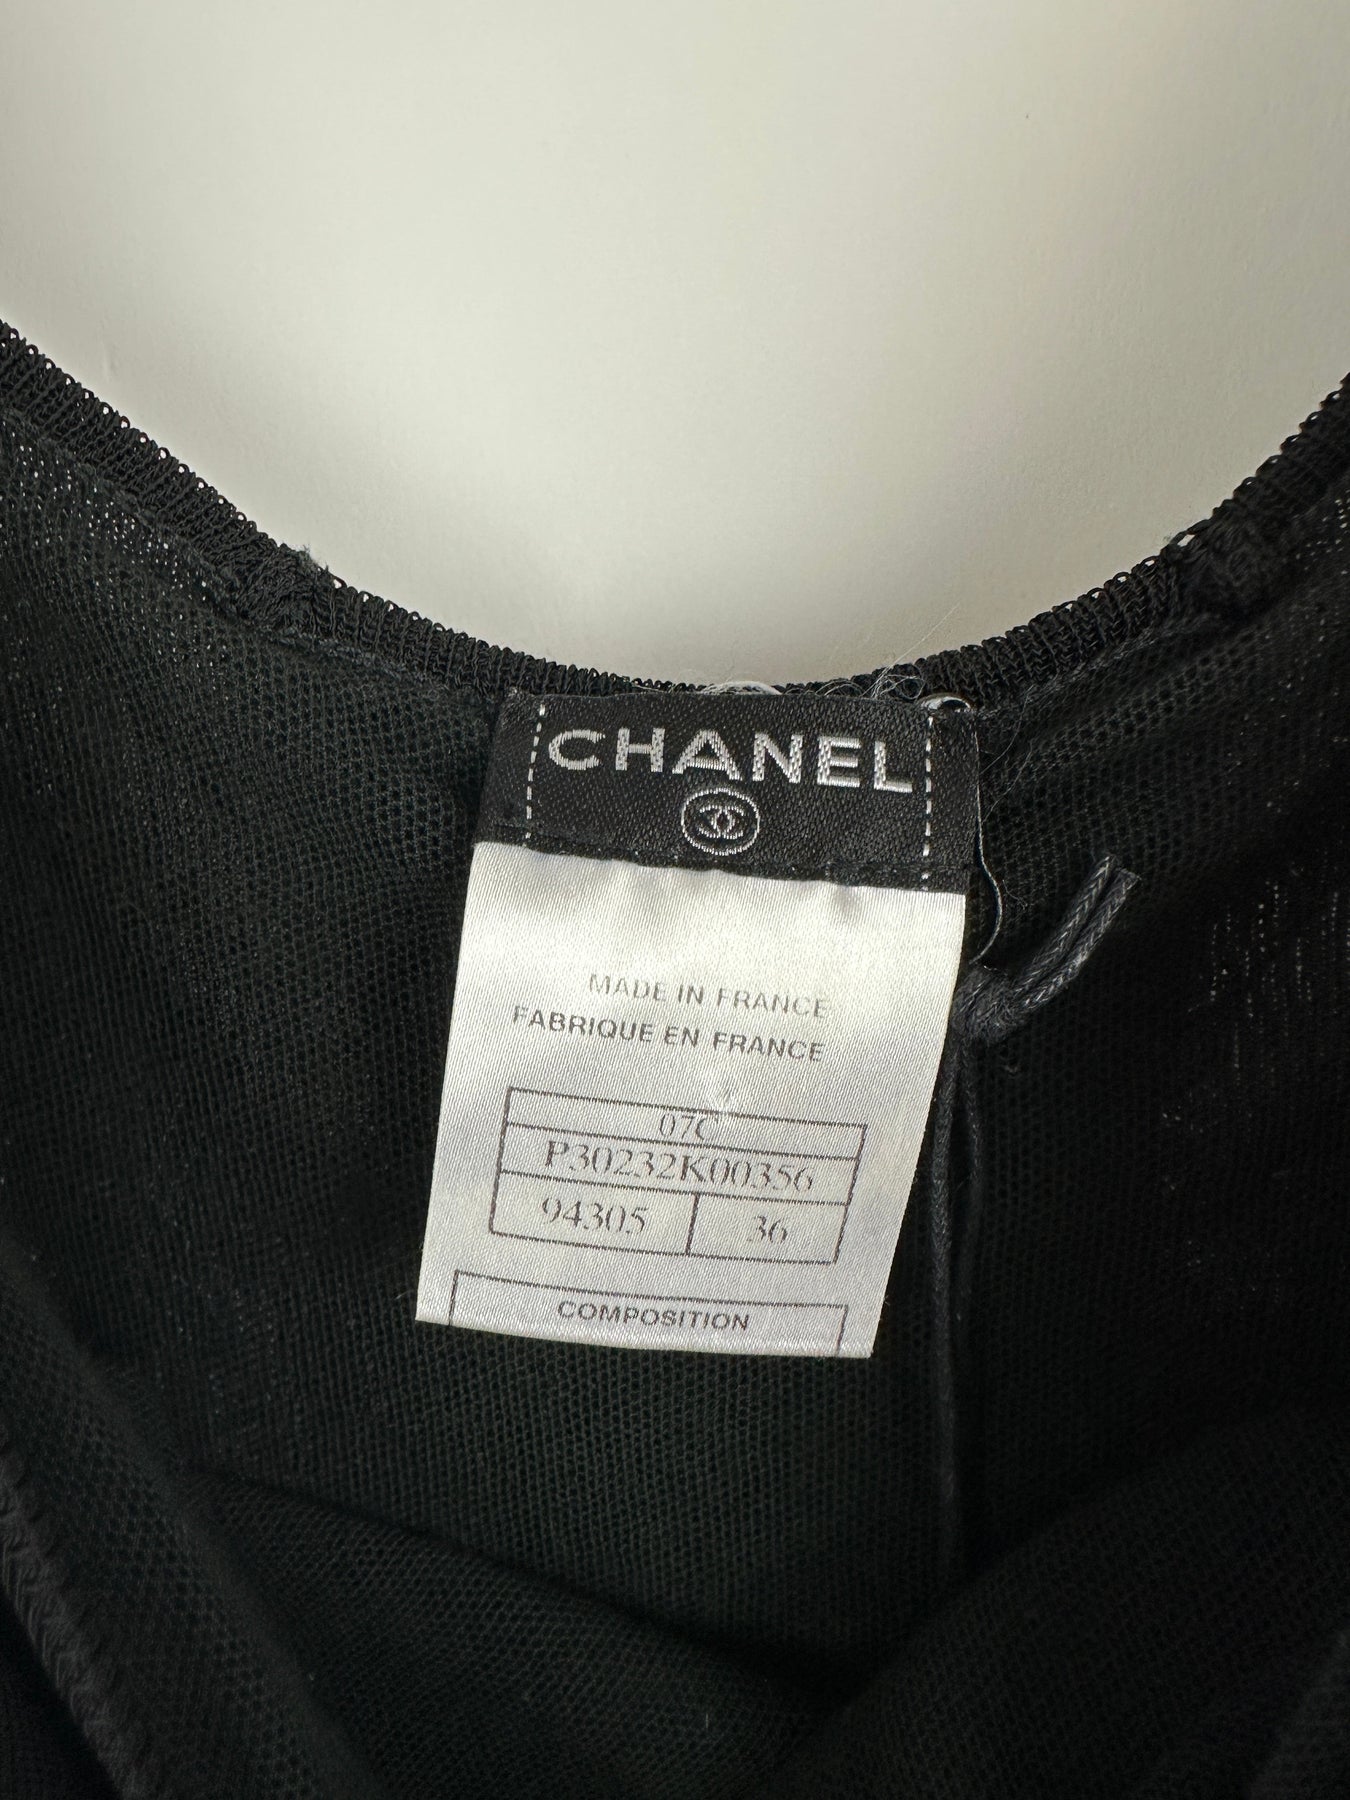 CHANEL
MADE IN FRANCE
FABRIQUE EN FRANCE
07C
P30232K00356
94305 36
COMPOSITION